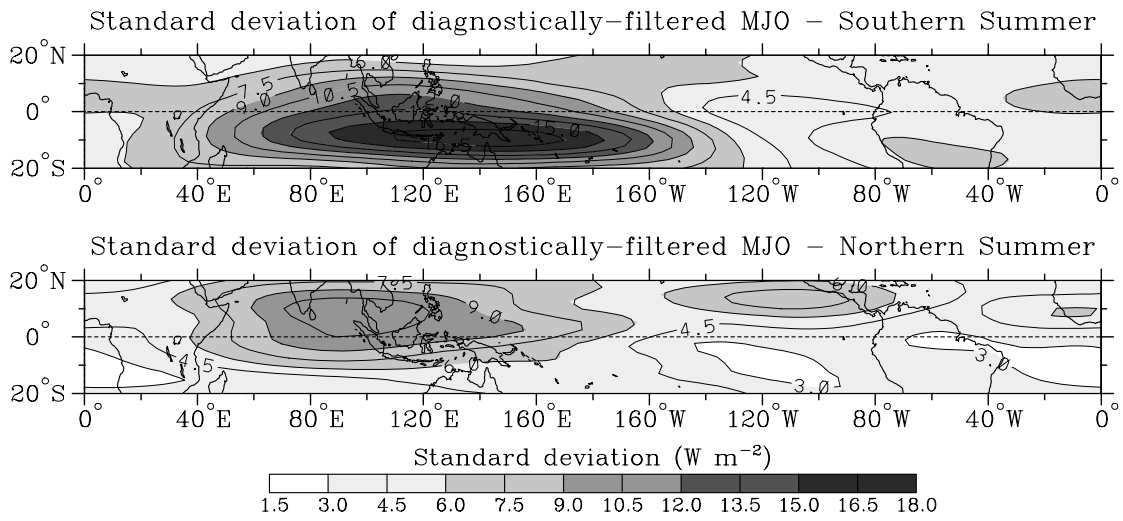 Standard deviation of diagnostically-filtered MJO - Southern Summer
20°N
6.0
7.5
9.0
10.5
4.5
0°
15.0
20°S
0° 40°E 80°E 120°E 160°E 160°W 120°W 80°W 40°W 0°
Standard deviation of diagnostically-filtered MJO - Northern Summer
20°N
7.5
6.0
9.0
4.5
0°
4.5
6.0
3.0
3.0
20°S
0° 40°E 80°E 120°E 160°E 160°W 120°W 80°W 40°W 0°
Standard deviation (W m⁻²)
1.5 3.0 4.5 6.0 7.5 9.0 10.5 12.0 13.5 15.0 16.5 18.0